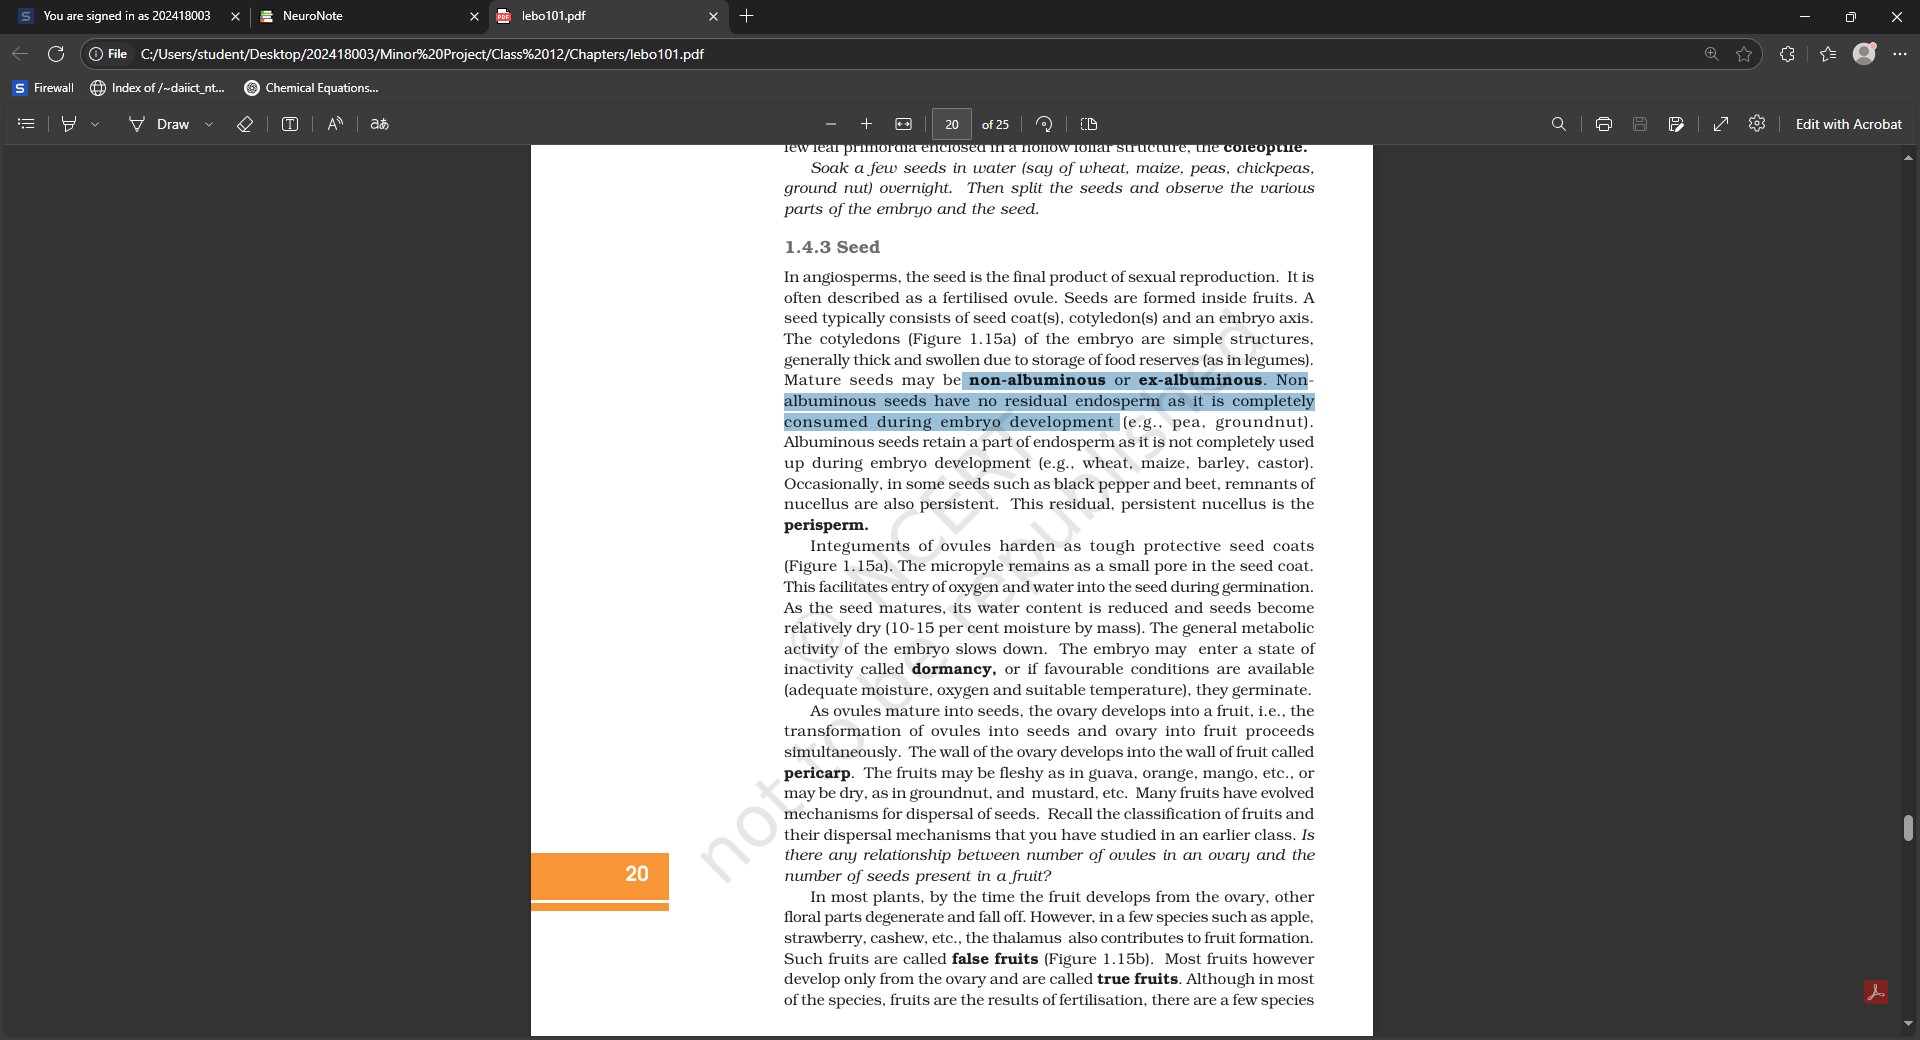 You are signed in as 202418003
NeuroNote
lebo101.pdf
File
C:/Users/student/Desktop/202418003/Minor%20Project/Class%2012/Chapters/lebo101.pdf
Firewall
Index of /~daiict_nt...
Chemical Equations...
Draw
20 of 25
Edit with Acrobat
few leaf primordia enclosed in a hollow foliar structure, the coleoptile.
Soak a few seeds in water (say of wheat, maize, peas, chickpeas,
ground nut) overnight. Then split the seeds and observe the various
parts of the embryo and the seed.
1.4.3 Seed
In angiosperms, the seed is the final product of sexual reproduction. It is
often described as a fertilised ovule. Seeds are formed inside fruits. A
seed typically consists of seed coat(s), cotyledon(s) and an embryo axis.
The cotyledons (Figure 1.15a) of the embryo are simple structures,
generally thick and swollen due to storage of food reserves (as in legumes).
Mature seeds may be non-albuminous or ex-albuminous. Non-
albuminous seeds have no residual endosperm as it is completely
consumed during embryo development (e.g., pea, groundnut).
Albuminous seeds retain a part of endosperm as it is not completely used
up during embryo development (e.g., wheat, maize, barley, castor).
Occasionally, in some seeds such as black pepper and beet, remnants of
nucellus are also persistent. This residual, persistent nucellus is the
perisperm.
Integuments of ovules harden as tough protective seed coats
(Figure 1.15a). The micropyle remains as a small pore in the seed coat.
This facilitates entry of oxygen and water into the seed during germination.
As the seed matures, its water content is reduced and seeds become
relatively dry (10-15 per cent moisture by mass). The general metabolic
activity of the embryo slows down. The embryo may enter a state of
inactivity called dormancy, or if favourable conditions are available
(adequate moisture, oxygen and suitable temperature), they germinate.
As ovules mature into seeds, the ovary develops into a fruit, i.e., the
transformation of ovules into seeds and ovary into fruit proceeds
simultaneously. The wall of the ovary develops into the wall of fruit called
pericarp. The fruits may be fleshy as in guava, orange, mango, etc., or
may be dry, as in groundnut, and mustard, etc. Many fruits have evolved
mechanisms for dispersal of seeds. Recall the classification of fruits and
their dispersal mechanisms that you have studied in an earlier class. Is
there any relationship between number of ovules in an ovary and the
number of seeds present in a fruit?
In most plants, by the time the fruit develops from the ovary, other
floral parts degenerate and fall off. However, in a few species such as apple,
strawberry, cashew, etc., the thalamus also contributes to fruit formation.
Such fruits are called false fruits (Figure 1.15b). Most fruits however
develop only from the ovary and are called true fruits. Although in most
of the species, fruits are the results of fertilisation, there are a few species
20
© NCERT
not to be republished